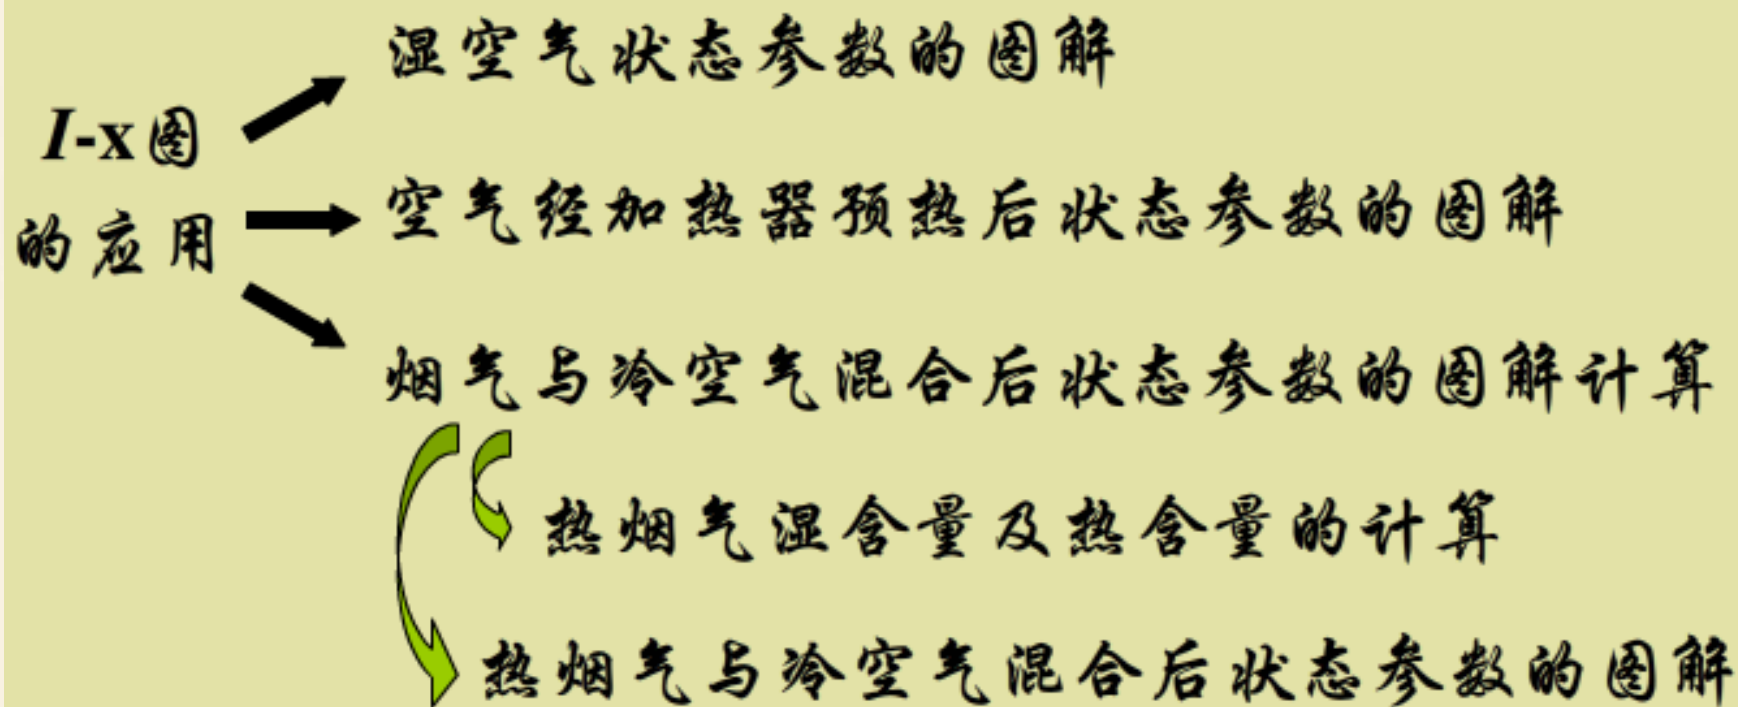 I-x图
的应用
湿空气状态参数的图解
空气经加热器预热后状态参数的图解
烟气与冷空气混合后状态参数的图解计算
热烟气湿含量及热含量的计算
热烟气与冷空气混合后状态参数的图解